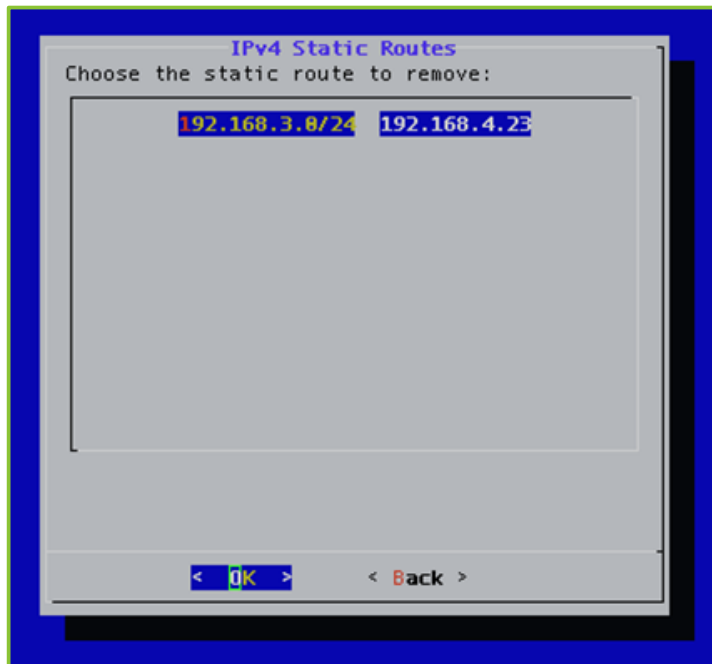 IPv4 Static Routes
Choose the static route to remove:
192.168.3.0/24 192.168.4.23
< OK > < Back >